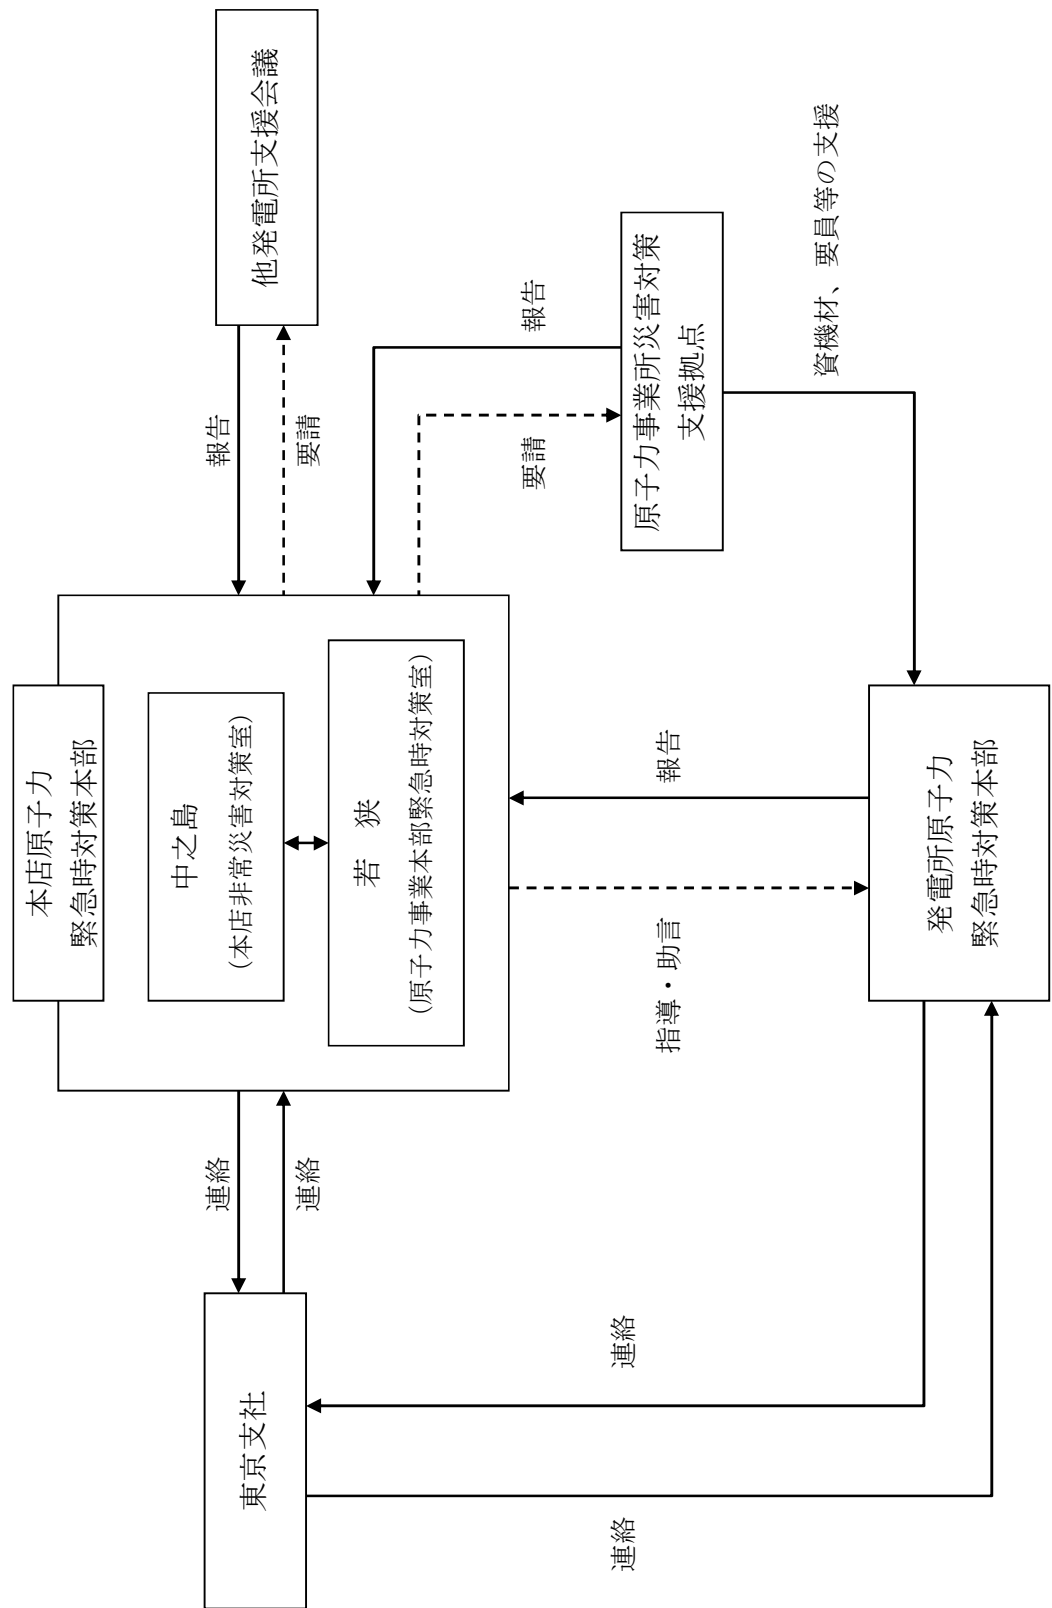 本店原子力
緊急時対策本部
中之島
(本店非常災害対策室)
若 狭
(原子力事業本部緊急時対策室)
東京支社
連絡
連絡
報告
要請
他発電所支援会議
報告
要請
原子力事業所災害対策
支援拠点
資機材、要員等の支援
指導・助言
報告
連絡
連絡
発電所原子力
緊急時対策本部